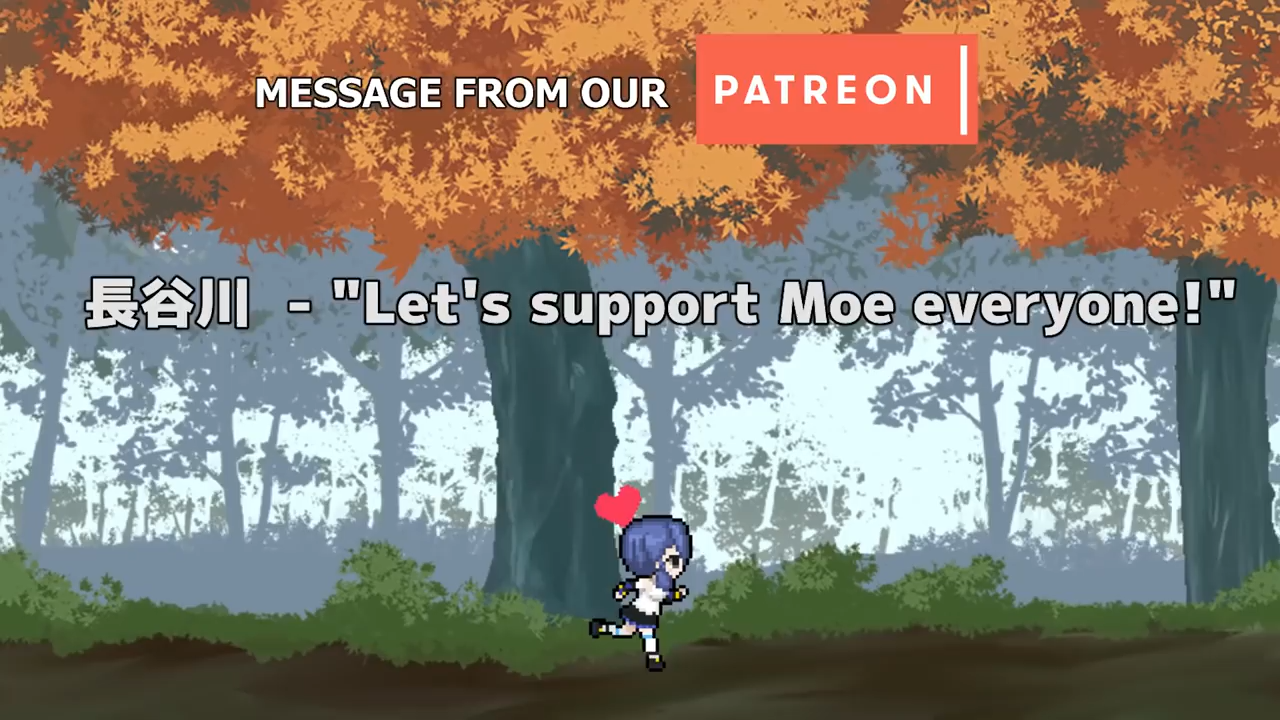 MESSAGE FROM OUR PATREON
長谷川 - "Let's support Moe everyone!"